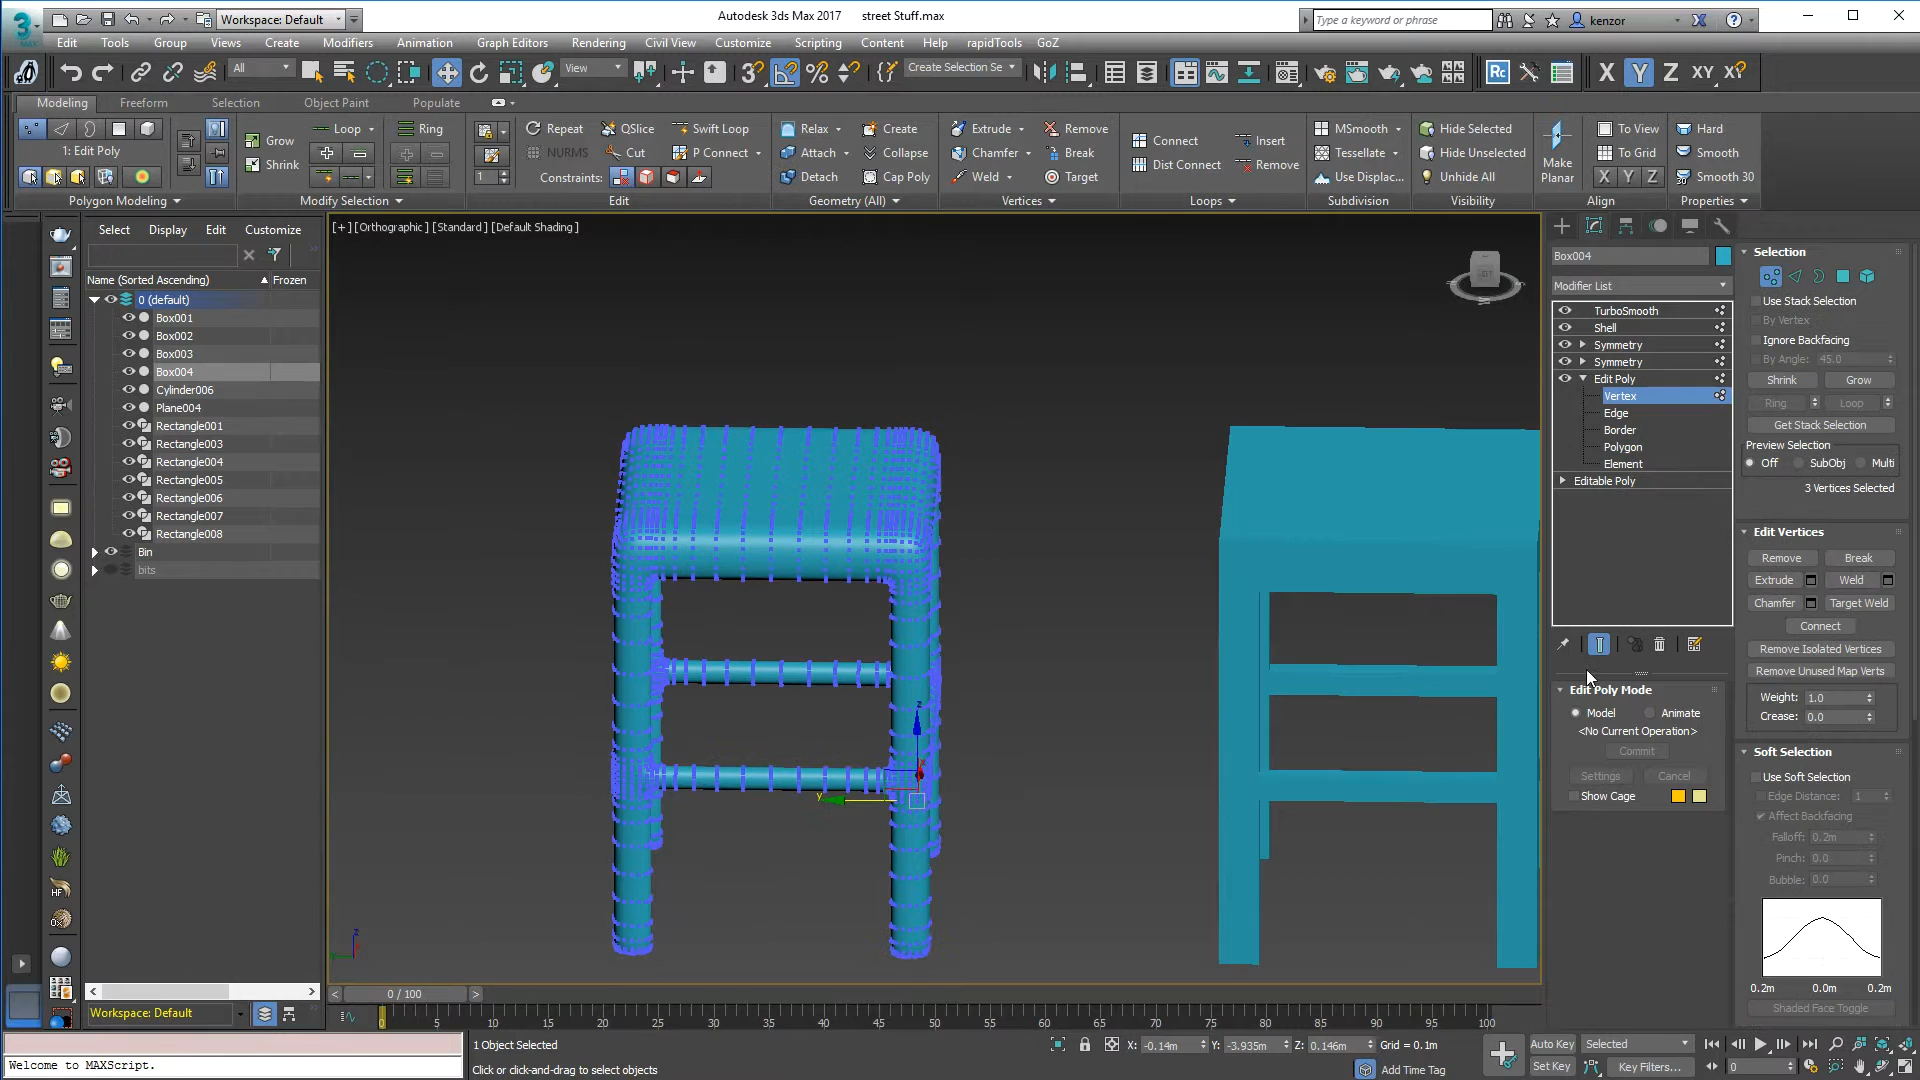 Workspace: Default
Autodesk 3ds Max 2017 street Stuff.max
Type a keyword or phrase
kenzor
Edit Tools Group Views Create Modifiers Animation Graph Editors Rendering Civil View Customize Scripting Content Help rapidTools GoZ
All View Create Selection Se X Y Z XY
Modeling Freeform Selection Object Paint Populate
1: Edit Poly
Grow Loop Ring Repeat QSlice Swift Loop Relax Create Extrude Remove MSmooth Hide Selected To View Hard
Shrink NURMS Cut P Connect Attach Collapse Chamfer Break Connect Insert Tessellate Hide Unselected Make Planar To Grid Smooth
1 Constraints: Detach Cap Poly Weld Target Dist Connect Remove Use Displac... Unhide All X Y Z Smooth 30
Polygon Modeling Modify Selection Edit Geometry (All) Vertices Loops Subdivision Visibility Align Properties
Select Display Edit Customize
Name (Sorted Ascending) Frozen
0 (default)
Box001
Box002
Box003
Box004
Cylinder006
Plane004
Rectangle001
Rectangle003
Rectangle004
Rectangle005
Rectangle006
Rectangle007
Rectangle008
Bin
bits
Workspace: Default
[+] [Orthographic] [Standard] [Default Shading]
z
y
Box004
Modifier List
TurboSmooth
Shell
Symmetry
Symmetry
Edit Poly
Vertex
Edge
Border
Polygon
Element
Editable Poly
Edit Poly Mode
Model Animate
<No Current Operation>
Commit
Settings Cancel
Show Cage
Selection
Use Stack Selection
By Vertex
Ignore Backfacing
By Angle: 45.0
Shrink Grow
Ring Loop
Get Stack Selection
Preview Selection
Off SubObj Multi
3 Vertices Selected
Edit Vertices
Remove Break
Extrude Weld
Chamfer Target Weld
Connect
Remove Isolated Vertices
Remove Unused Map Verts
Weight: 1.0
Crease: 0.0
Soft Selection
Use Soft Selection
Edge Distance: 1
Affect Backfacing
Falloff: 0.2m
Pinch: 0.0
Bubble: 0.0
0.2m 0.0m 0.2m
Shaded Face Toggle
< 0 / 100 >
0 5 10 15 20 25 30 35 40 45 50 55 60 65 70 75 80 85 90 95 100
1 Object Selected
X: -0.14m Y: -3.935m Z: 0.146m Grid = 0.1m
Auto Key Selected
Welcome to MAXScript.
Click or click-and-drag to select objects
Add Time Tag
Set Key Key Filters... 0